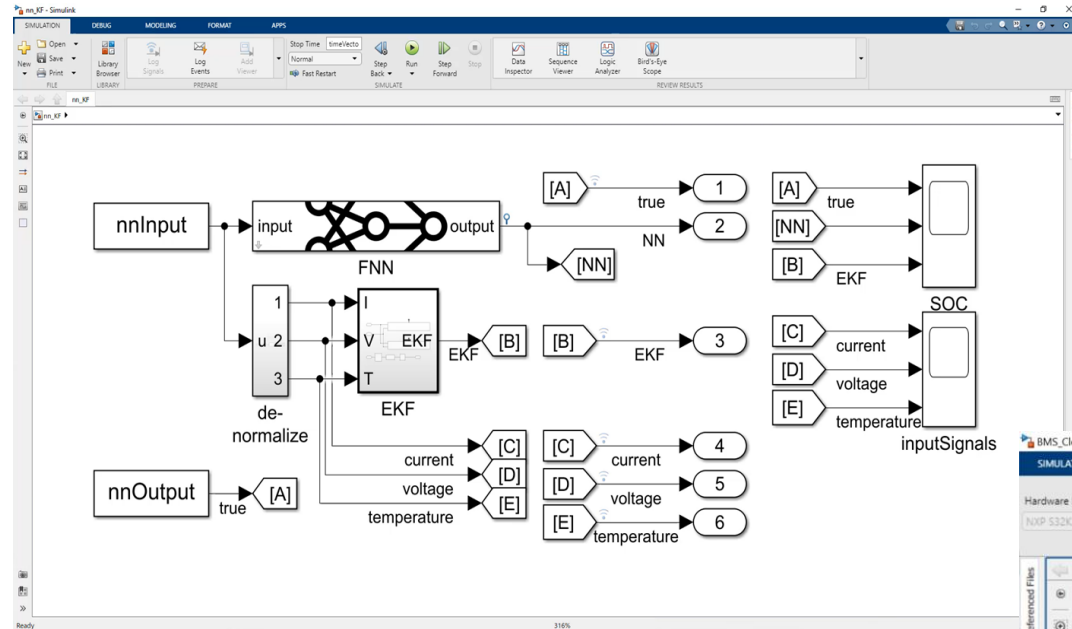 nn_KF - Simulink
SIMULATION DEBUG MODELING FORMAT APPS
New
Open
Save
Print
FILE
Library Browser
LIBRARY
Log Signals
Log Events
Add Viewer
PREPARE
Stop Time timeVecto
Normal
Fast Restart
Step Back
Run
Step Forward
Stop
SIMULATE
Data Inspector
Sequence Viewer
Logic Analyzer
Bird's-Eye Scope
REVIEW RESULTS
nn_KF
nn_KF
nnInput
input
output
FNN
[NN]
[A]
true
1
NN
2
[A]
true
[NN]
[B]
EKF
SOC
u
1
2
3
de-
normalize
I
V
T
EKF
EKF
EKF
[B]
[B]
EKF
3
[C]
current
[D]
voltage
[E]
temperature
inputSignals
nnOutput
true
[A]
current
[C]
voltage
[D]
temperature
[E]
[C]
current
4
[D]
voltage
5
[E]
temperature
6
BMS_Cl
SIMULA
Hardware
NXP S32K
eferenced Files
Ready
316%